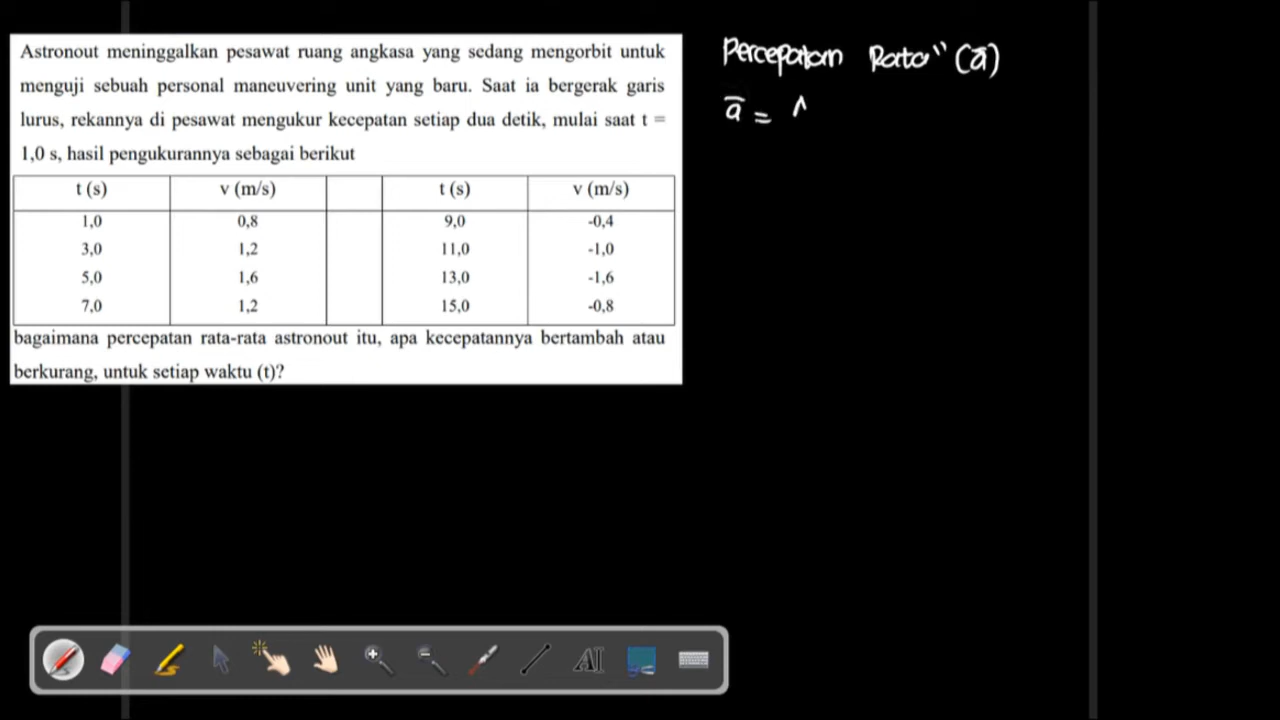 Astronout meninggalkan pesawat ruang angkasa yang sedang mengorbit untuk
menguji sebuah personal maneuvering unit yang baru. Saat ia bergerak garis
lurus, rekannya di pesawat mengukur kecepatan setiap dua detik, mulai saat t =
1,0 s, hasil pengukurannya sebagai berikut
t (s) v (m/s) t (s) v (m/s)
1,0 0,8 9,0 -0,4
3,0 1,2 11,0 -1,0
5,0 1,6 13,0 -1,6
7,0 1,2 15,0 -0,8
bagaimana percepatan rata-rata astronout itu, apa kecepatannya bertambah atau
berkurang, untuk setiap waktu (t)?
Percepatan Rata" (a̅)
a̅ = ^
AI